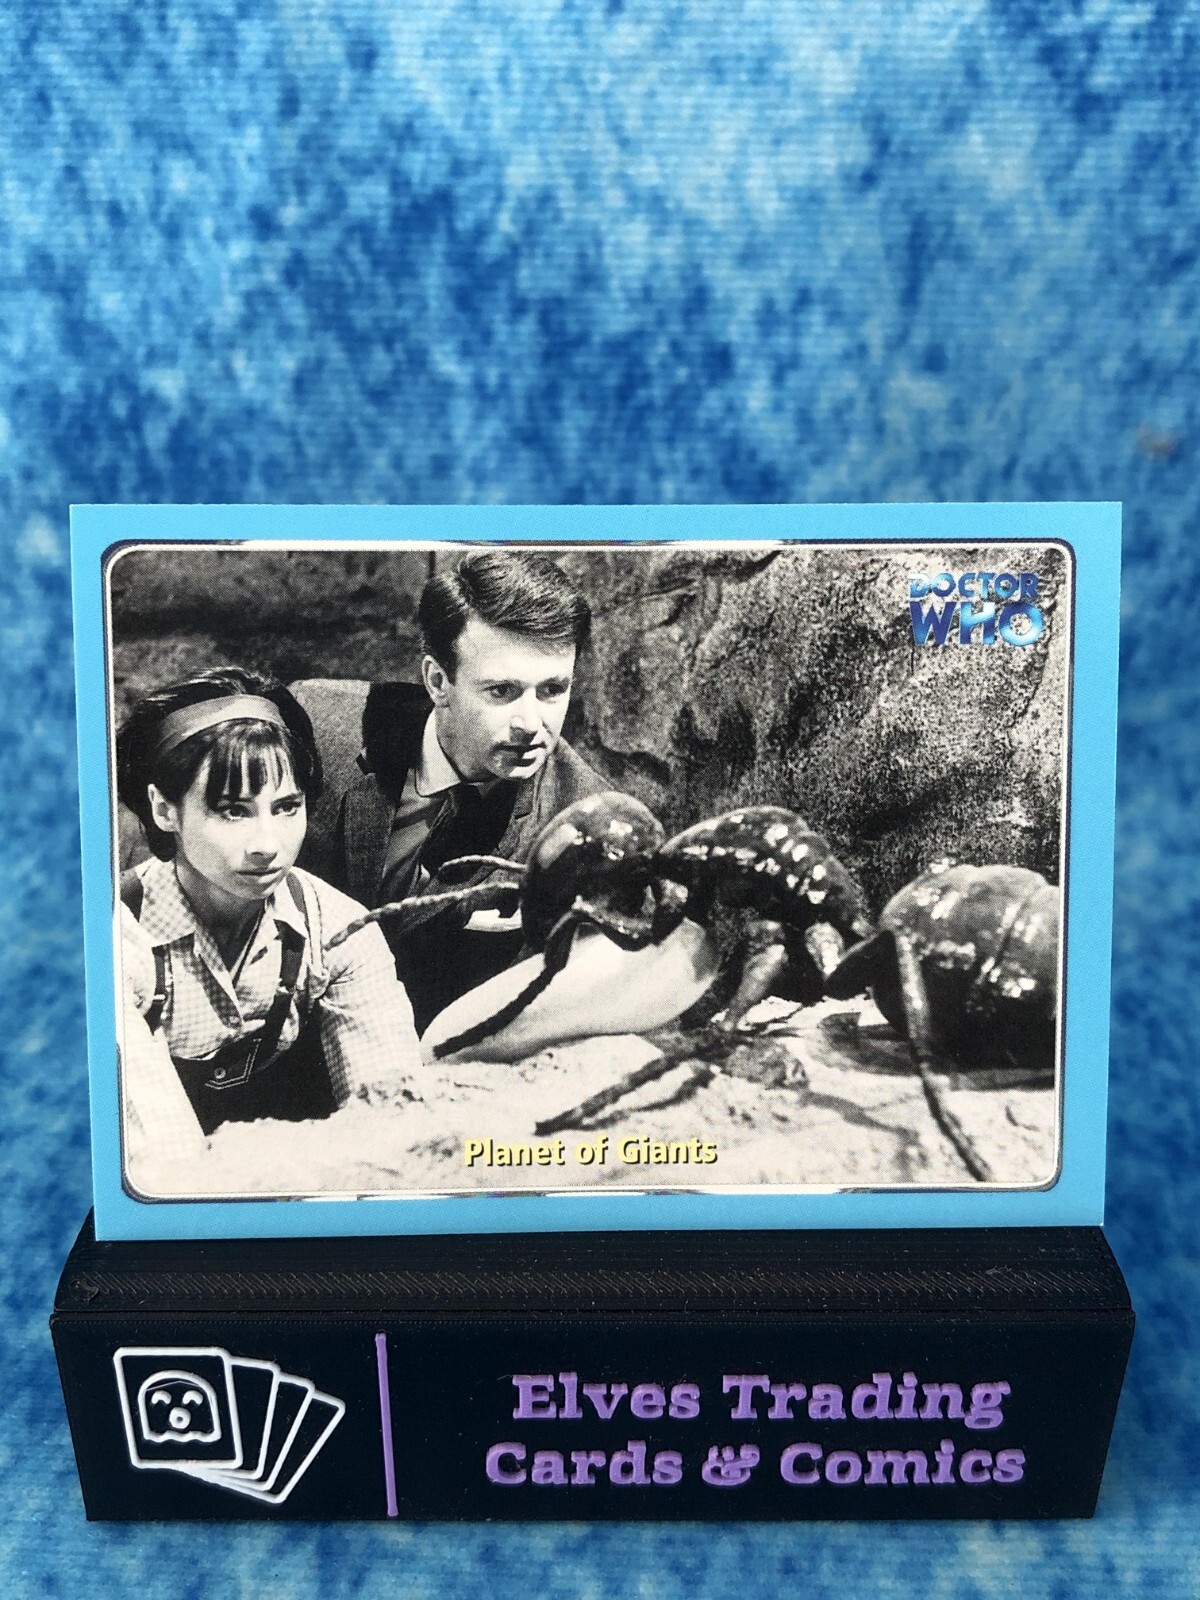 DOCTOR
WHO
Planet of Giants
Elves Trading
Cards & Comics